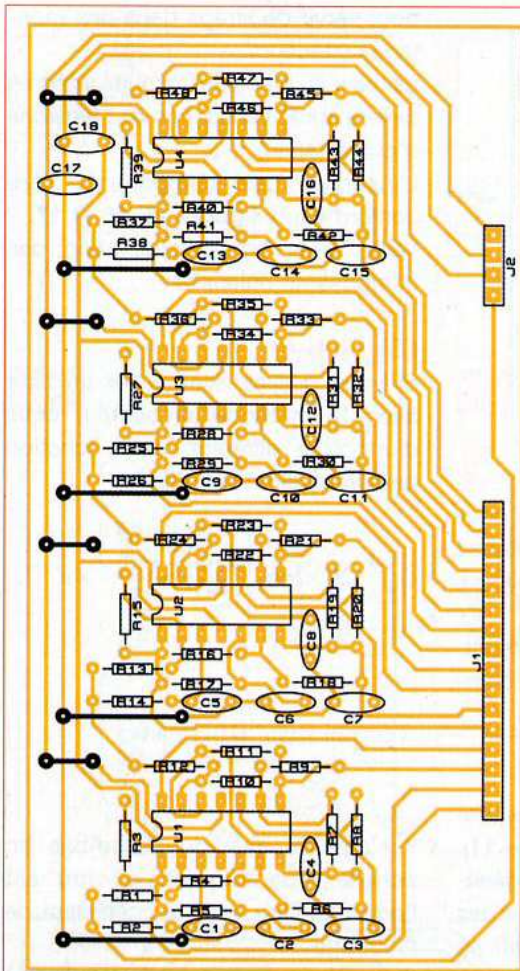 R47
R48 R45
R46
C18
R39 U4 R43 R44
C17 C16
R37 R40
R38 R41 R42
C13 C14 C15
J2
R35
R36 R33
R34
R27 U3 R31 R32
C12
R25 R28
R26 R29 R30
C9 C10 C11
R23
R24 R21
R22
R15 U2 R19 R20
C8
R13 R16
R14 R17 R18
C5 C6 C7
J1
R11
R12 R9
R10
R3 U1 R7 R8
C4
R1 R4
R2 R5 R6
C1 C2 C3